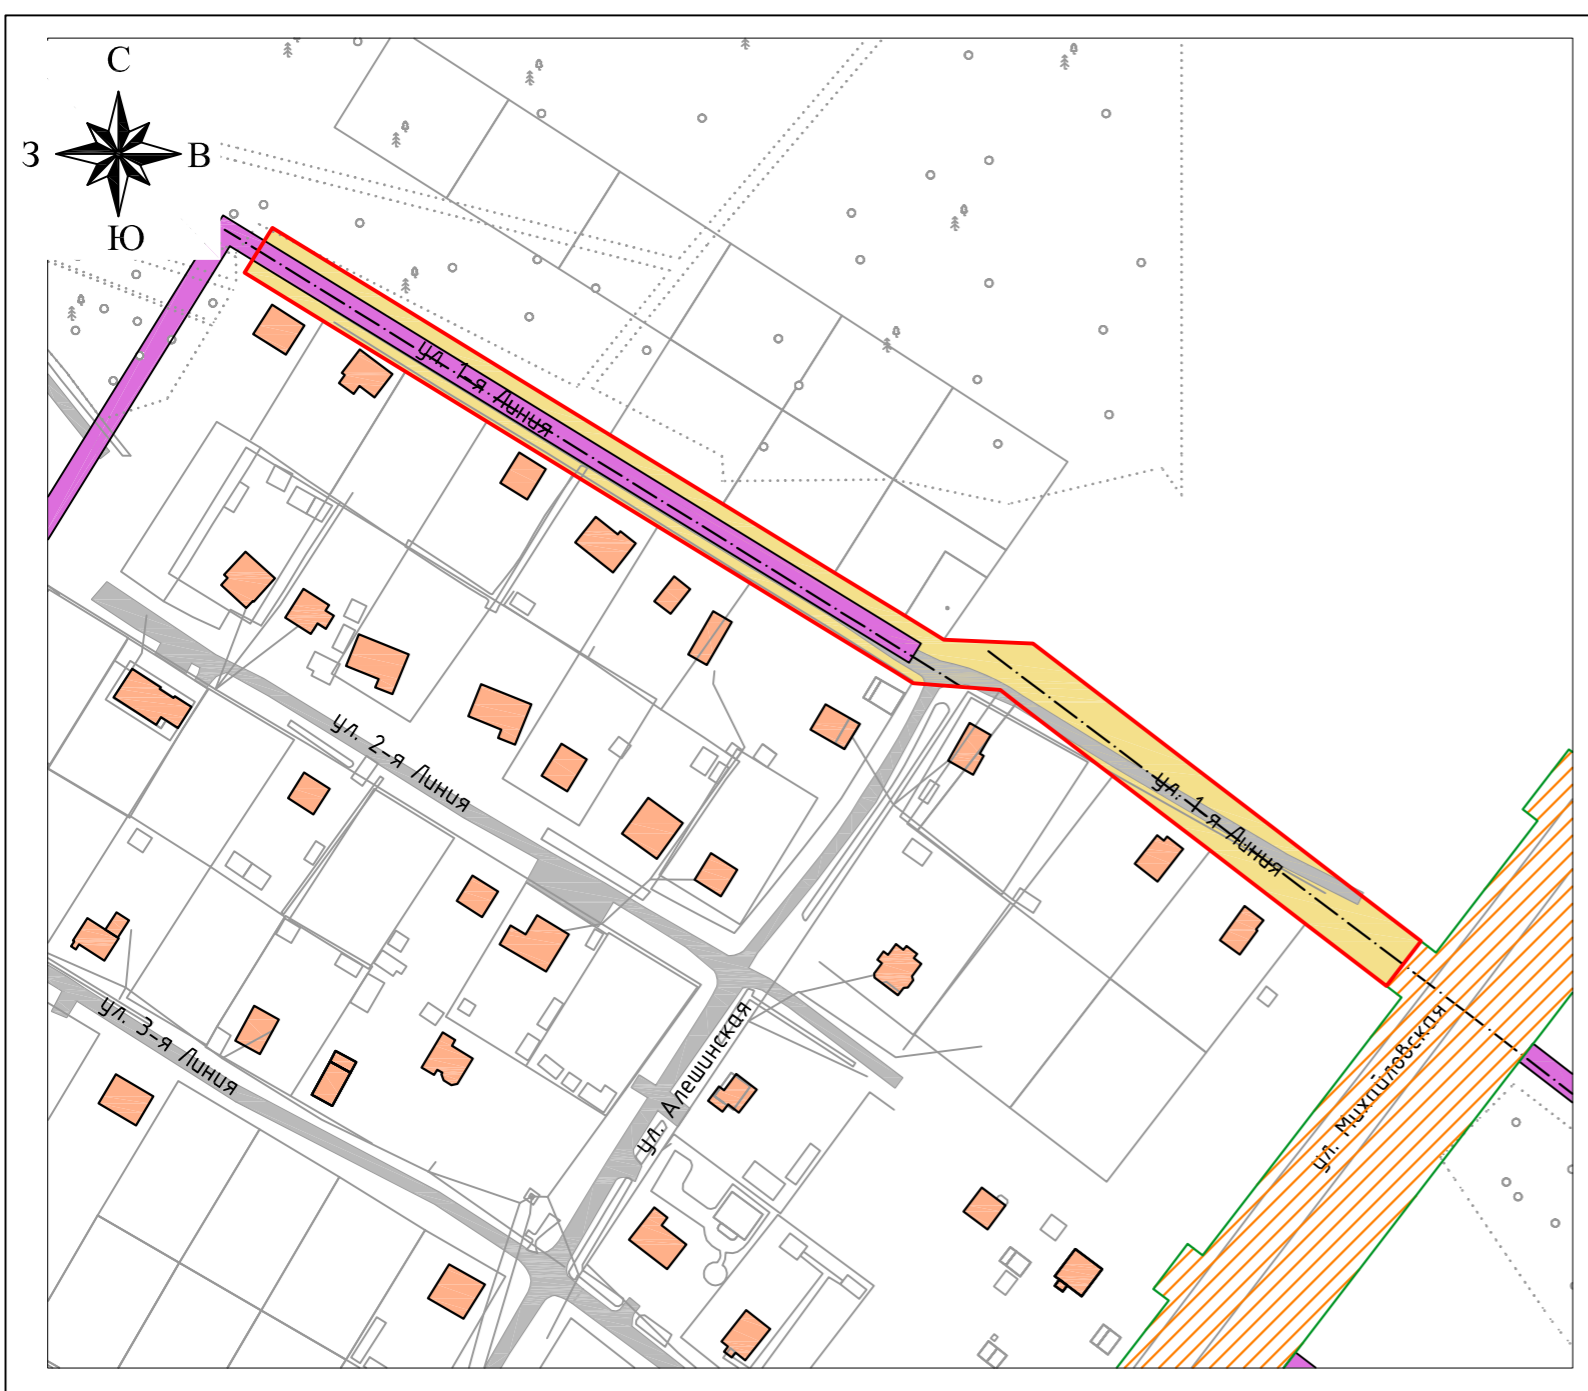 С
З
В
Ю
ул. 1-я Линия
ул. 2-я Линия
ул. 1-я Линия
ул. 3-я Линия
ул. Алешинская
ул. Михайловская